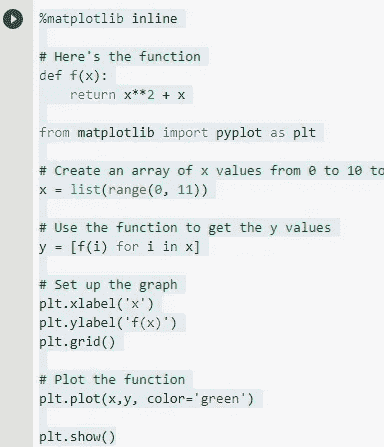 %matplotlib inline
# Here's the function
def f(x):
    return x**2 + x
from matplotlib import pyplot as plt
# Create an array of x values from 0 to 10 to
x = list(range(0, 11))
# Use the function to get the y values
y = [f(i) for i in x]
# Set up the graph
plt.xlabel('x')
plt.ylabel('f(x)')
plt.grid()
# Plot the function
plt.plot(x,y, color='green')
plt.show()